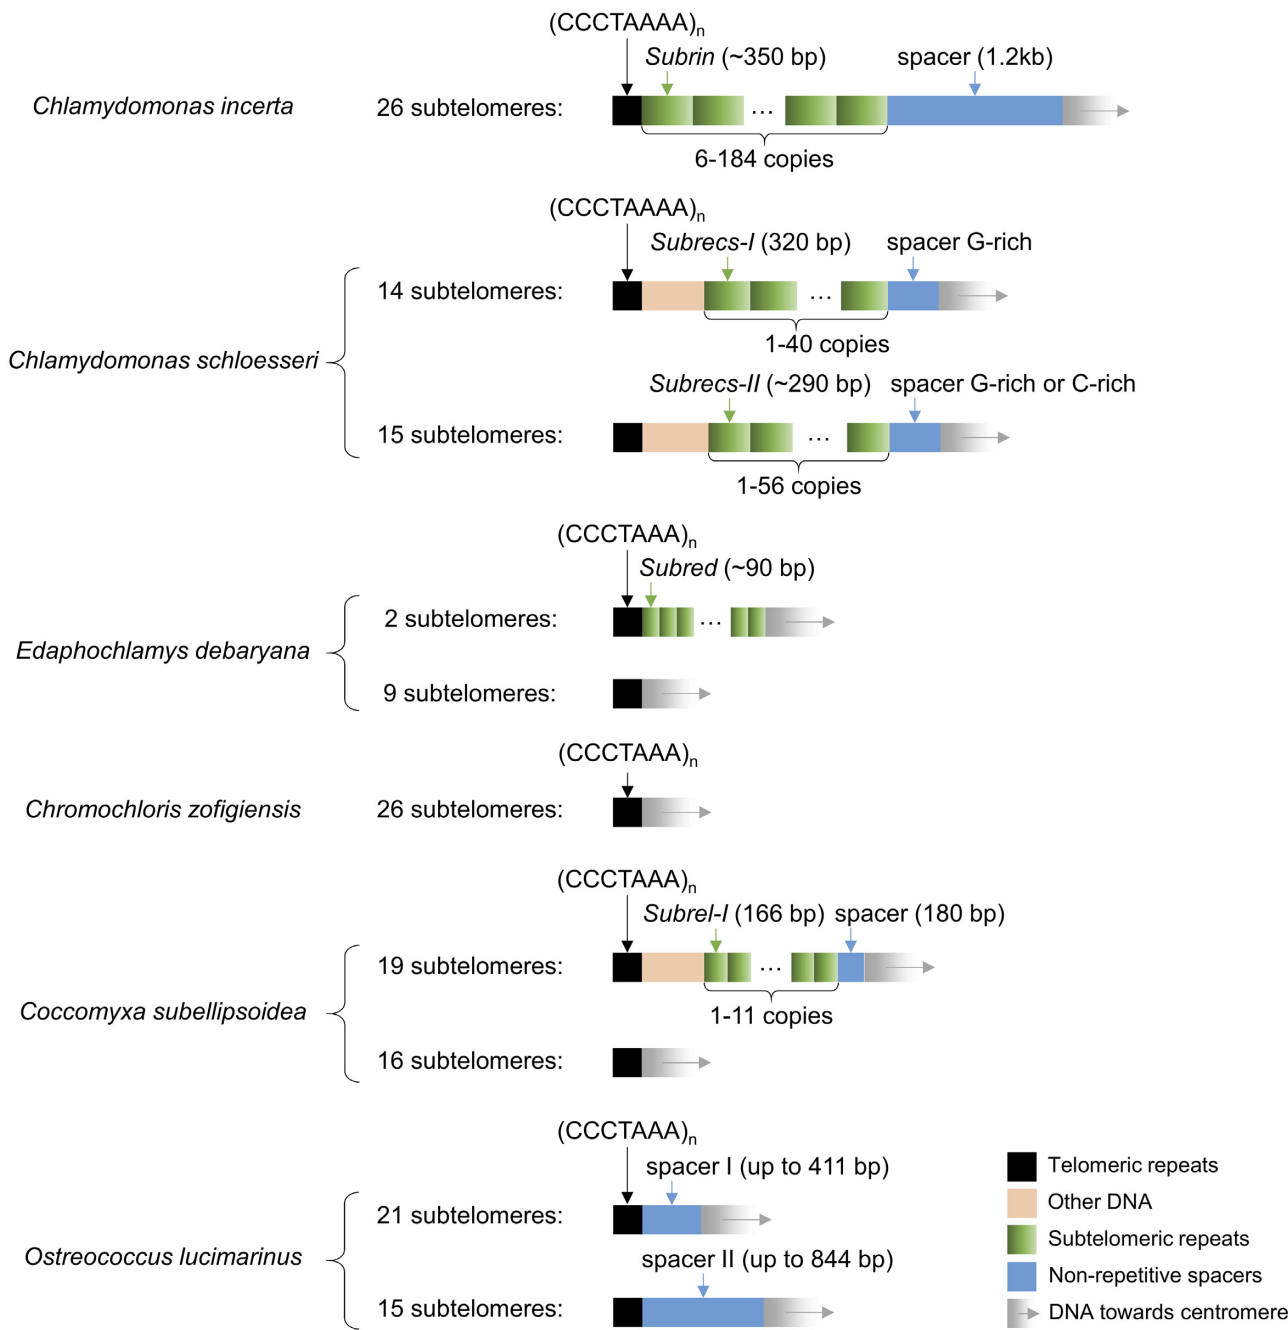 (CCCTAAAA)n
Subrin (~350 bp)
spacer (1.2kb)
Chlamydomonas incerta
26 subtelomeres:
...
6-184 copies
(CCCTAAAA)n
Subrecs-I (320 bp)
spacer G-rich
14 subtelomeres:
...
1-40 copies
Chlamydomonas schloesseri
Subrecs-II (~290 bp)
spacer G-rich or C-rich
15 subtelomeres:
...
1-56 copies
(CCCTAAA)n
Subred (~90 bp)
2 subtelomeres:
...
Edaphochlamys debaryana
9 subtelomeres:
(CCCTAAA)n
Chromochloris zofigiensis
26 subtelomeres:
(CCCTAAA)n
Subrel-I (166 bp)
spacer (180 bp)
19 subtelomeres:
...
1-11 copies
Coccomyxa subellipsoidea
16 subtelomeres:
(CCCTAAA)n
spacer I (up to 411 bp)
21 subtelomeres:
Ostreococcus lucimarinus
spacer II (up to 844 bp)
15 subtelomeres:
Telomeric repeats
Other DNA
Subtelomeric repeats
Non-repetitive spacers
DNA towards centromere